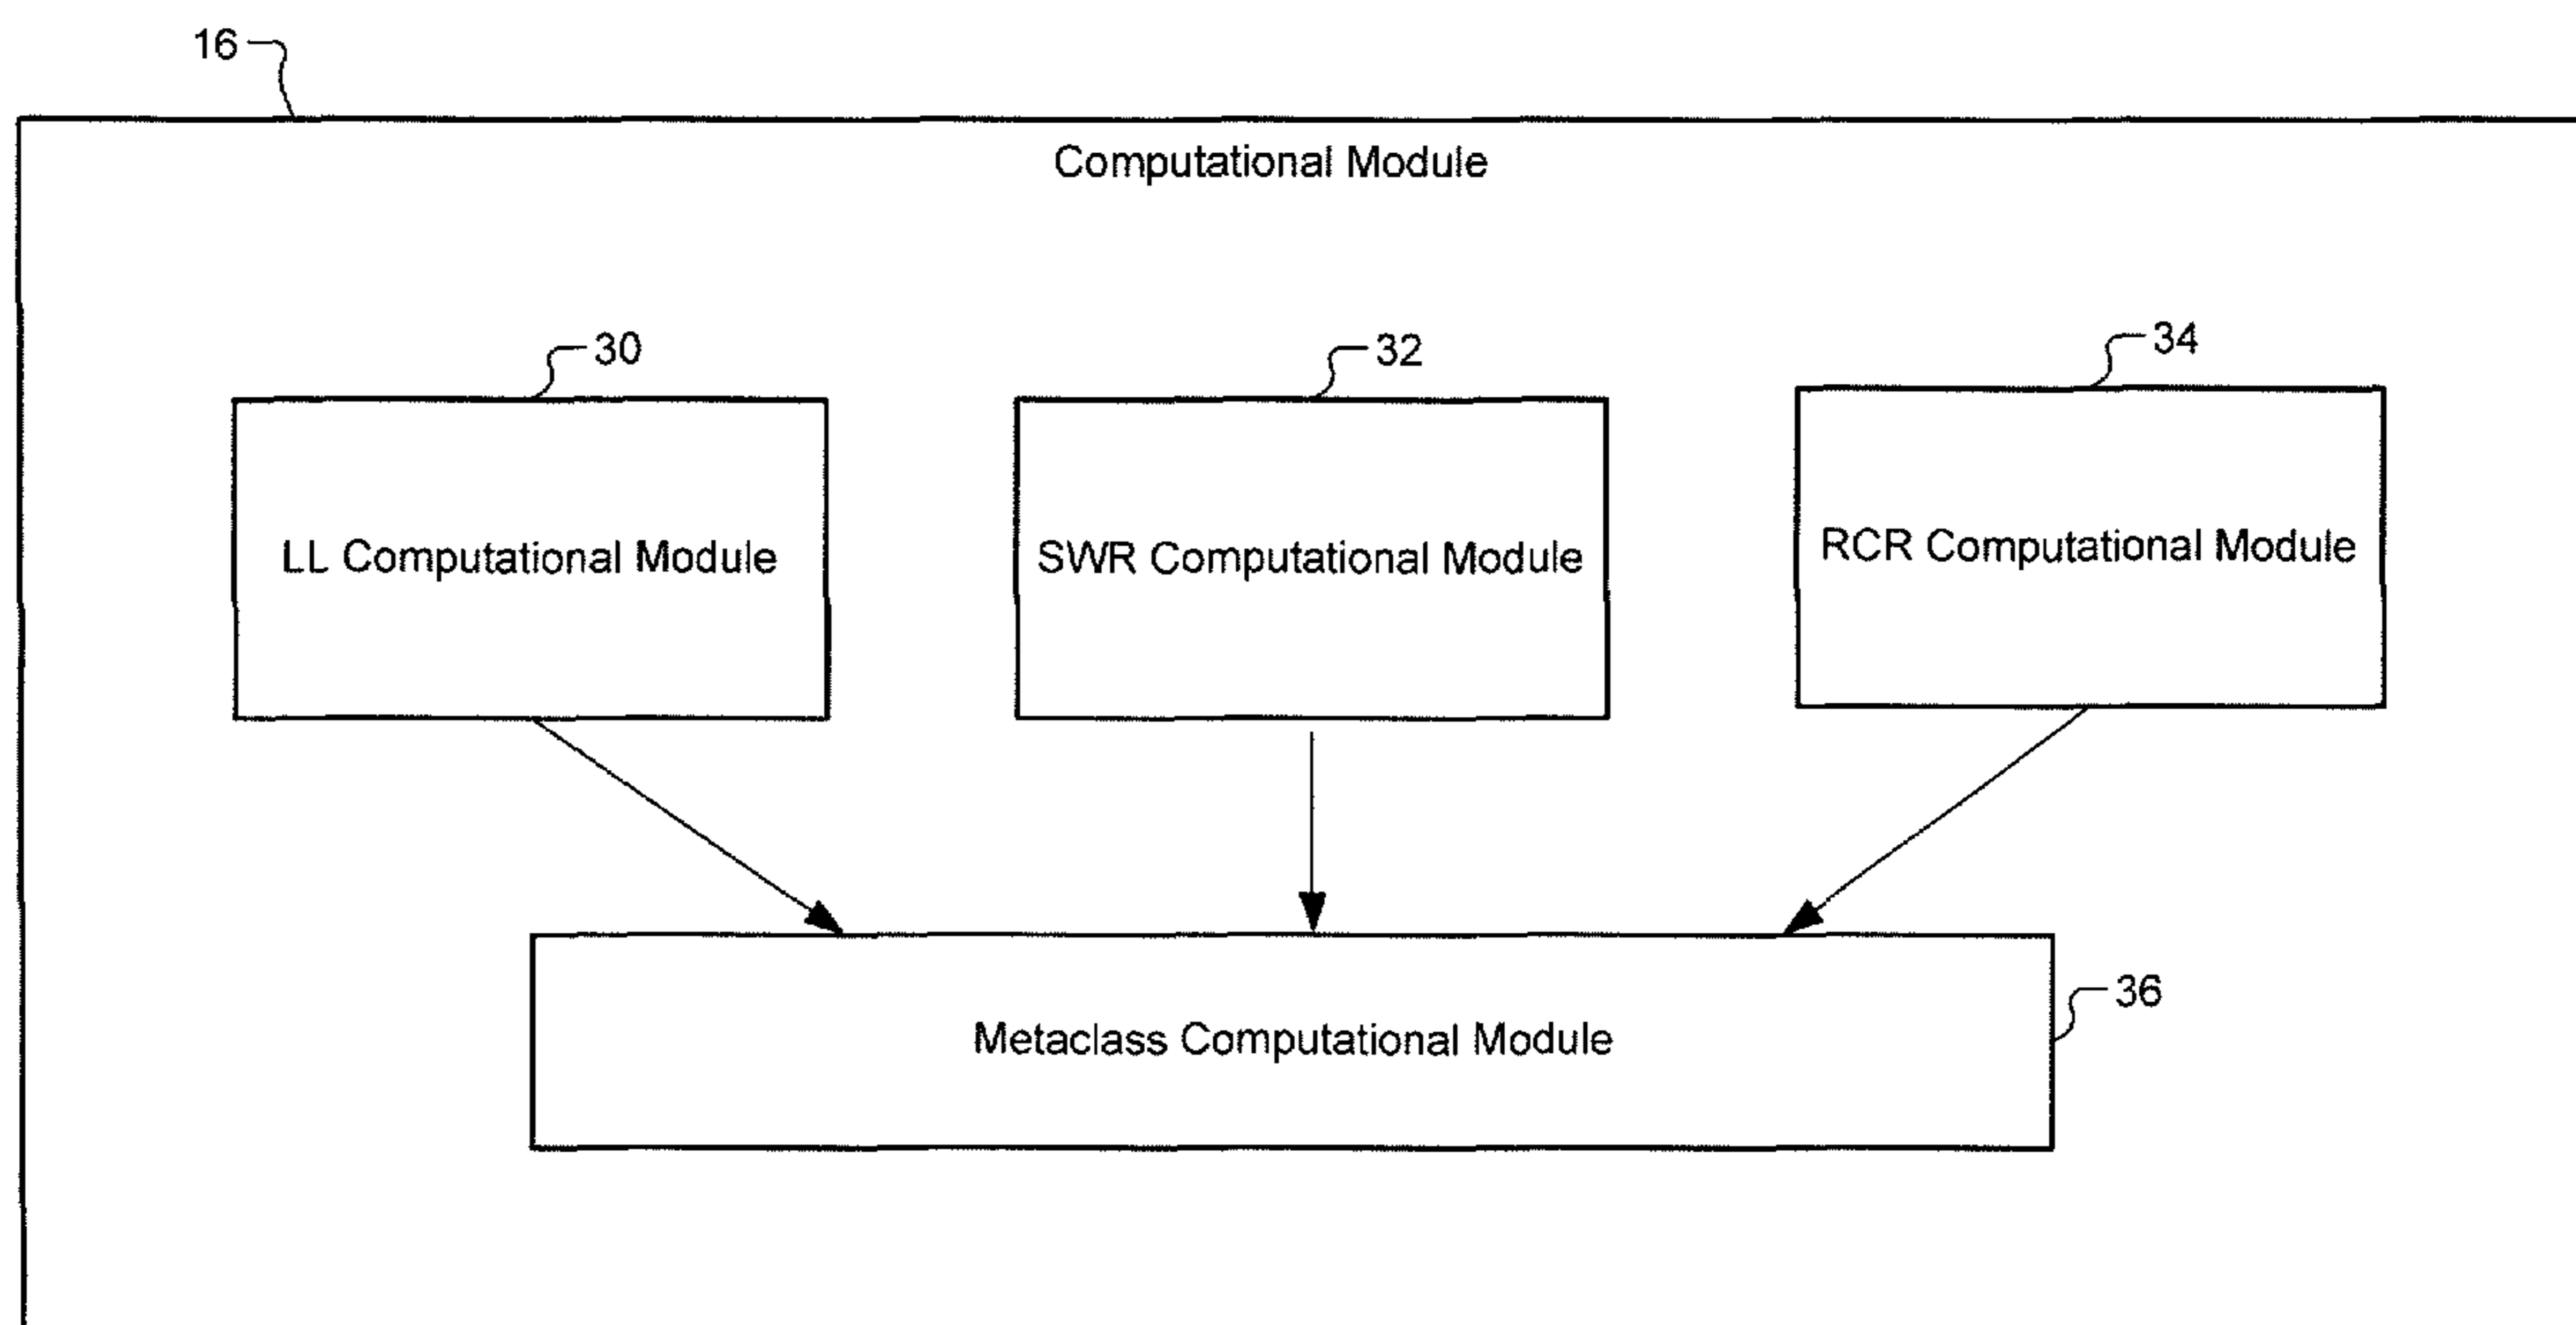 16
Computational Module
30
32
34
LL Computational Module
SWR Computational Module
RCR Computational Module
36
Metaclass Computational Module